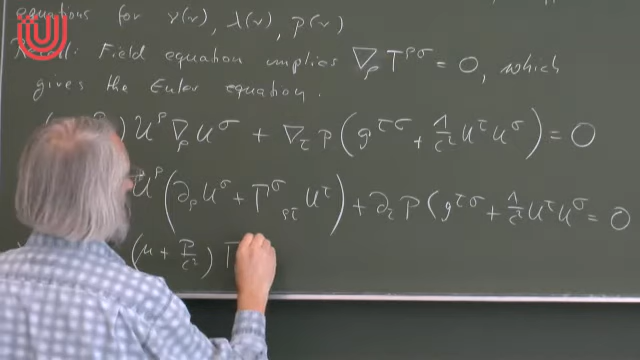 equations for ν(r), λ(r), p(r)
Recall: Field equation implies ∇_ρ T^{ρσ} = 0, which
gives the Euler equation.
) U^ρ ∇_ρ U^σ + ∇_τ p ( g^{τσ} + 1/c² U^τ U^σ ) = 0
U^ρ ( ∂_ρ U^σ + Γ^σ_{ρτ} U^τ ) + ∂_τ p ( g^{τσ} + 1/c² U^τ U^σ = 0
( μ + p/c² ) Γ